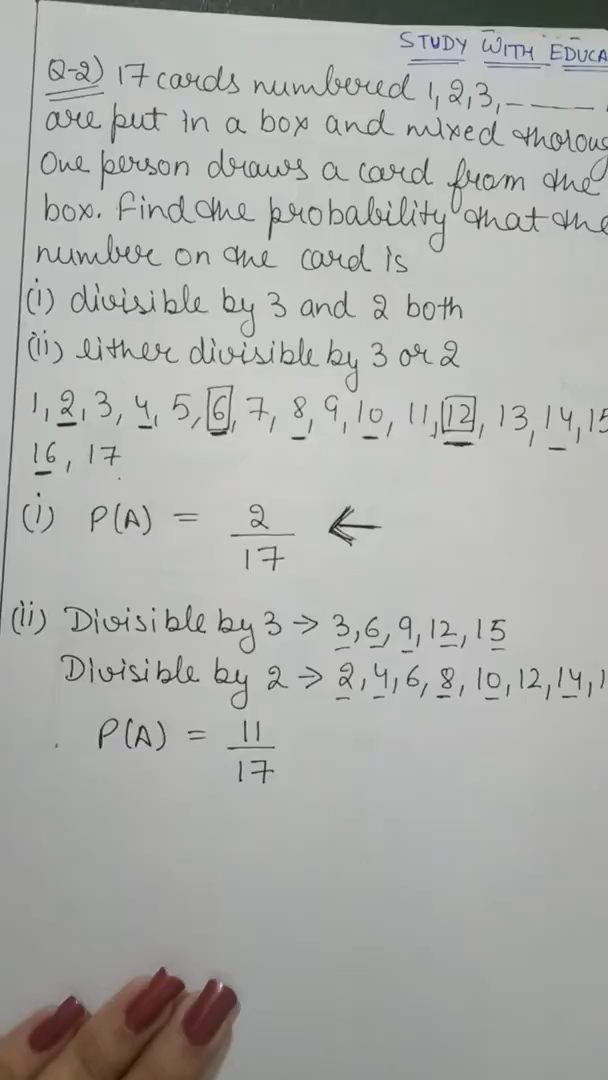 STUDY WITH EDUCA
Q-2) 17 cards numbered 1, 2, 3, - - - -
are put in a box and mixed thoroug
One person draws a card from the
box. Find the probability that the
number on the card is
(i) divisible by 3 and 2 both
(ii) either divisible by 3 or 2
1, 2, 3, 4, 5, 6, 7, 8, 9, 10, 11, 12, 13, 14, 15
16, 17
(i) P(A) = 2/17 ←
(ii) Divisible by 3 → 3, 6, 9, 12, 15
Divisible by 2 → 2, 4, 6, 8, 10, 12, 14, 1
P(A) = 11/17